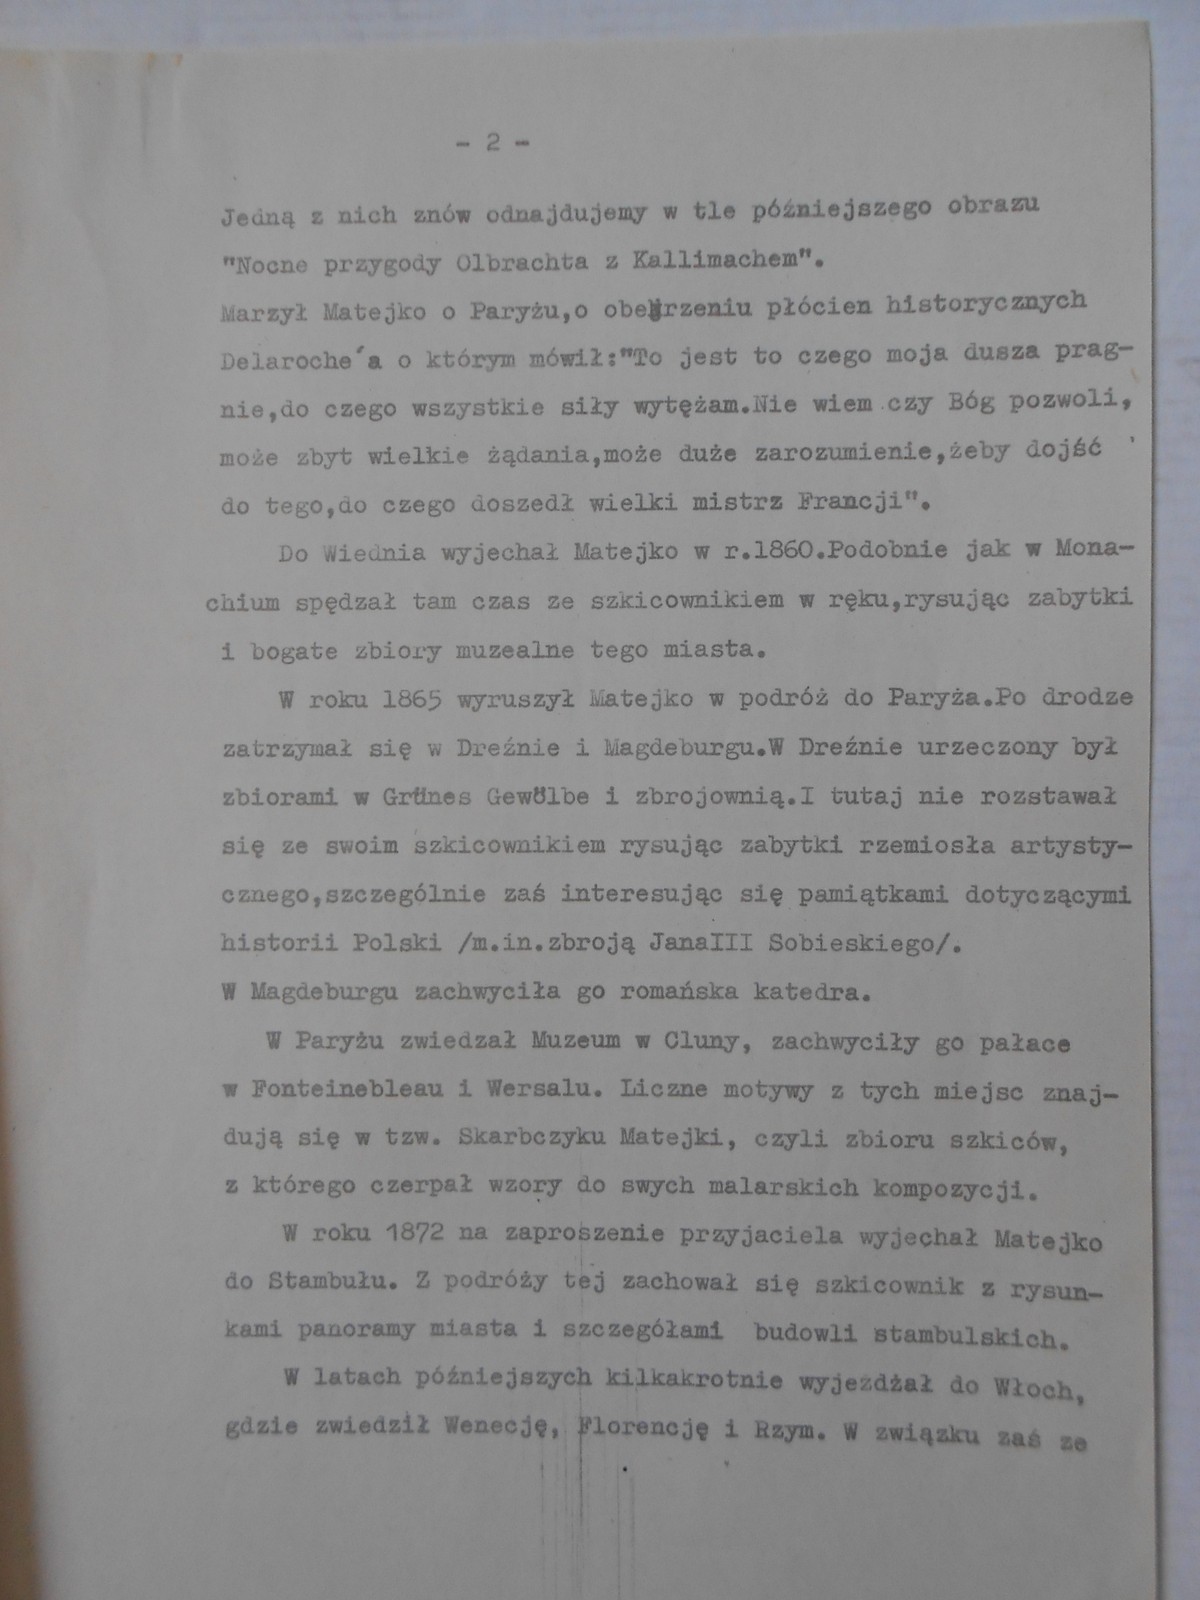 - 2 -
Jedną z nich znów odnajdujemy w tle późniejszego obrazu
"Nocne przygody Olbrachta z Kallimachem".
Marzył Matejko o Paryżu,o obejrzeniu płócien historycznych
Delaroche´a o którym mówił:"To jest to czego moja dusza prag-
nie,do czego wszystkie siły wytężam.Nie wiem czy Bóg pozwoli,
może zbyt wielkie żądania,może duże zarozumienie,żeby dojść
do tego,do czego doszedł wielki mistrz Francji".
Do Wiednia wyjechał Matejko w r.1860.Podobnie jak w Mona-
chium spędzał tam czas ze szkicownikiem w ręku,rysując zabytki
i bogate zbiory muzealne tego miasta.
W roku 1865 wyruszył Matejko w podróż do Paryża.Po drodze
zatrzymał się w Dreźnie i Magdeburgu.W Dreźnie urzeczony był
zbiorami w Grünes Gewölbe i zbrojownią.I tutaj nie rozstawał
się ze swoim szkicownikiem rysując zabytki rzemiosła artysty-
cznego,szczególnie zaś interesując się pamiątkami dotyczącymi
historii Polski /m.in.zbroją JanaIII Sobieskiego/.
W Magdeburgu zachwyciła go romańska katedra.
W Paryżu zwiedzał Muzeum w Cluny, zachwyciły go pałace
w Fonteinebleau i Wersalu. Liczne motywy z tych miejsc znaj-
dują się w tzw. Skarbczyku Matejki, czyli zbioru szkiców,
z którego czerpał wzory do swych malarskich kompozycji.
W roku 1872 na zaproszenie przyjaciela wyjechał Matejko
do Stambułu. Z podróży tej zachował się szkicownik z rysun-
kami panoramy miasta i szczegółami budowli stambulskich.
W latach późniejszych kilkakrotnie wyjeżdżał do Włoch,
gdzie zwiedził Wenecję, Florencję i Rzym. W związku zaś ze